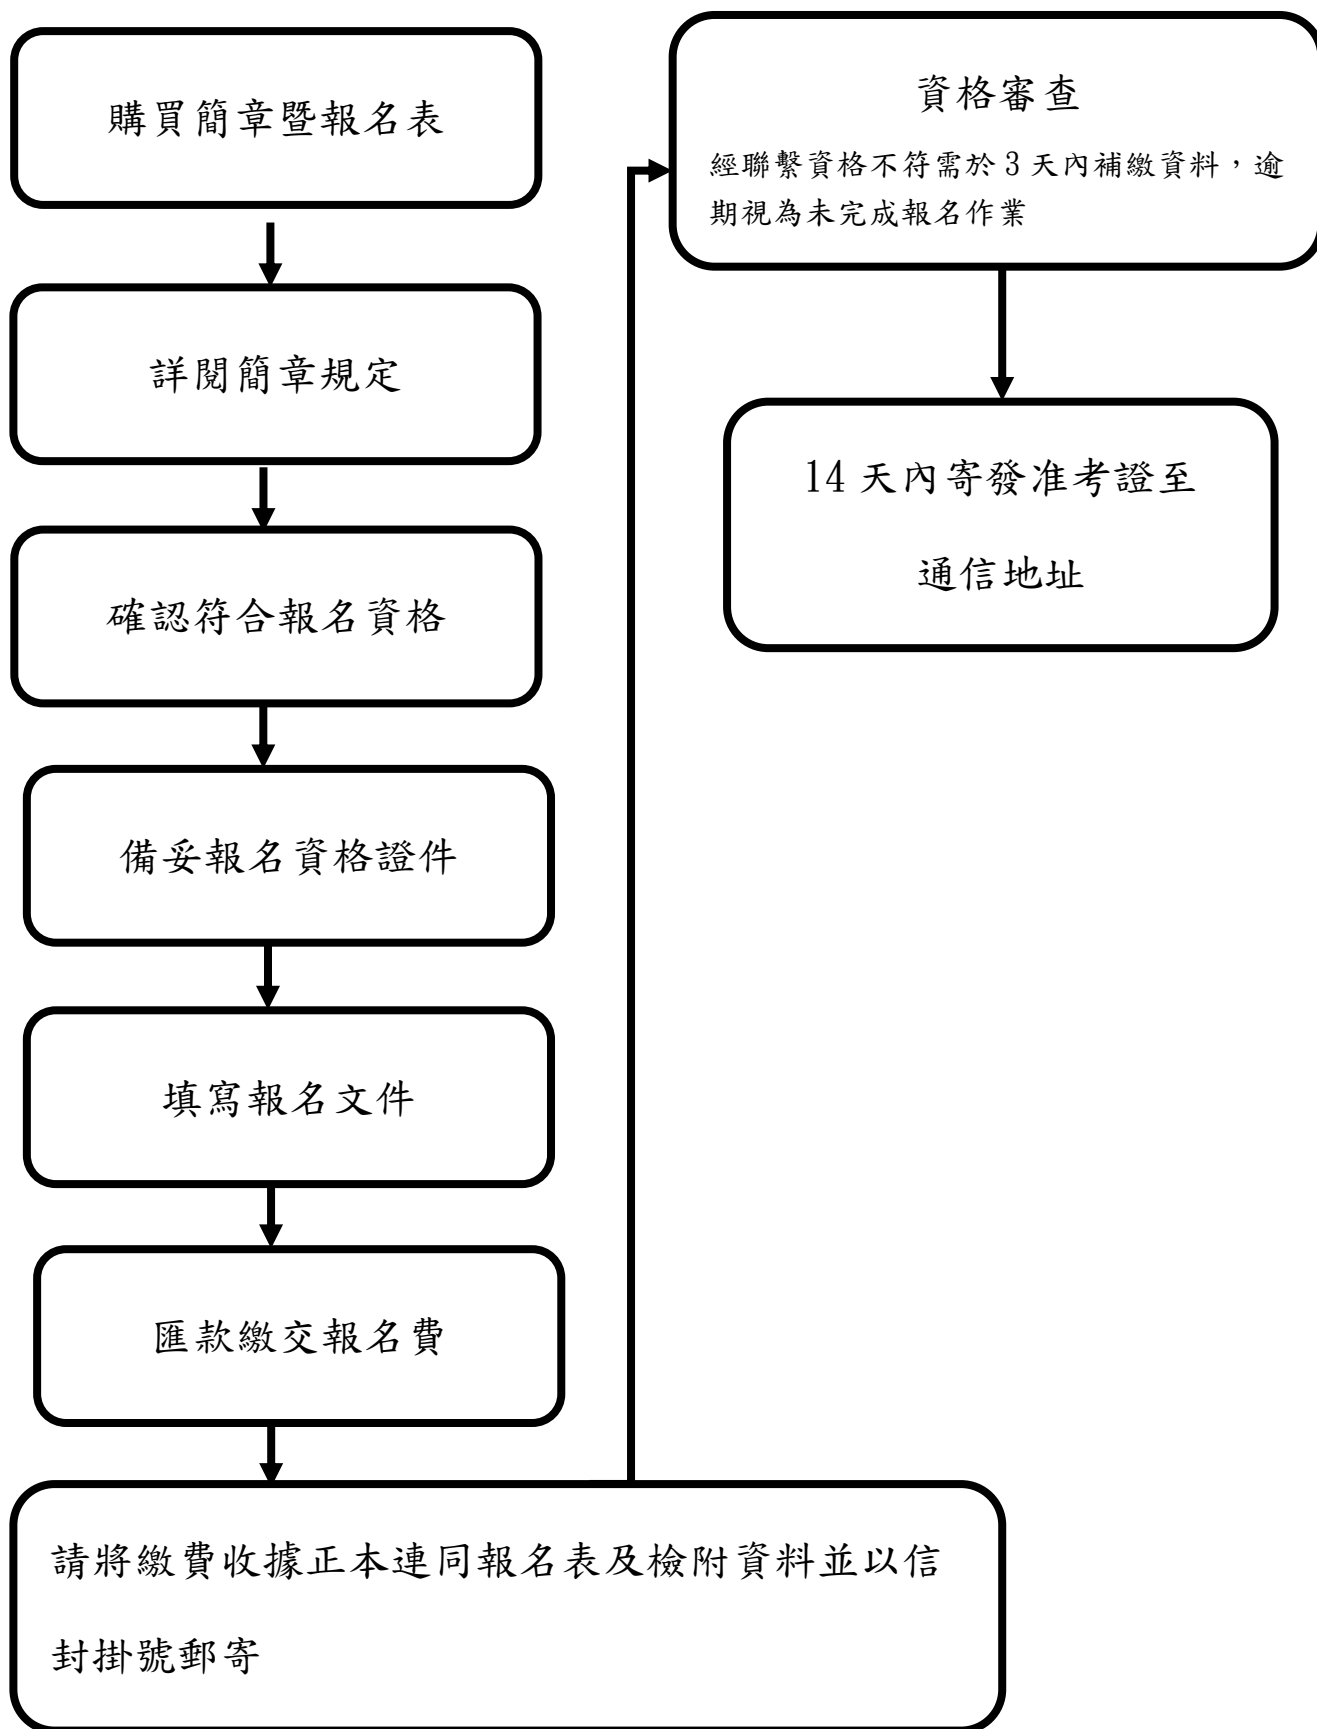 購買簡章暨報名表
詳閱簡章規定
確認符合報名資格
備妥報名資格證件
填寫報名文件
匯款繳交報名費
請將繳費收據正本連同報名表及檢附資料並以信
封掛號郵寄
資格審查
經聯繫資格不符需於 3 天內補繳資料，逾
期視為未完成報名作業
14 天內寄發准考證至
通信地址